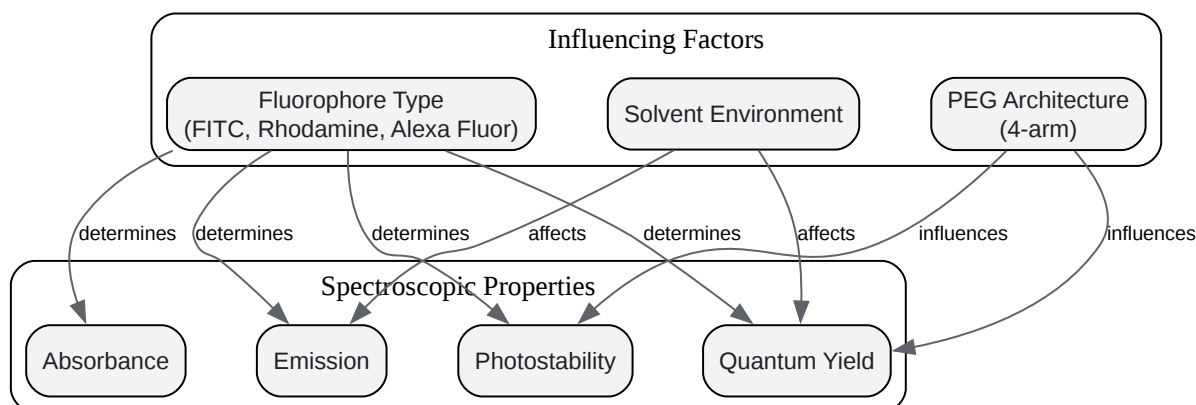 Influencing Factors
Fluorophore Type
(FITC, Rhodamine, Alexa Fluor)
Solvent Environment
PEG Architecture
(4-arm)
determines
determines
determines
affects
determines
affects
influences
influences
Spectroscopic Properties
Absorbance
Emission
Photostability
Quantum Yield